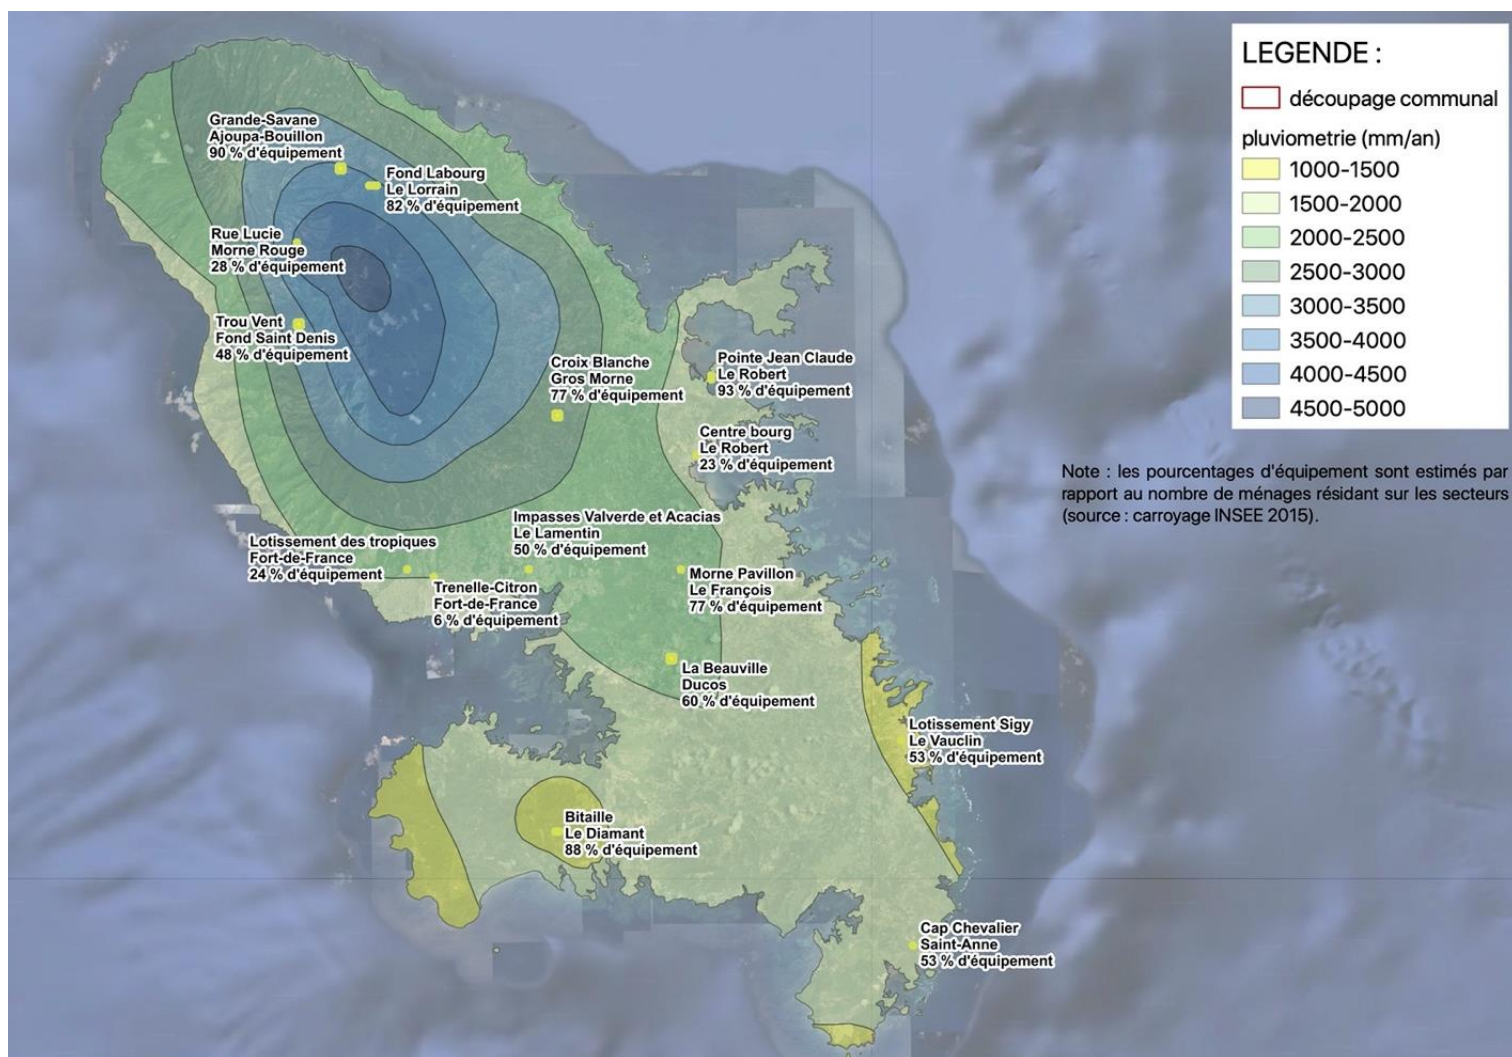 LEGENDE :
découpage communal
pluviometrie (mm/an)
1000-1500
1500-2000
2000-2500
2500-3000
3000-3500
3500-4000
4000-4500
4500-5000
Grande-Savane
Ajoupa-Bouillon
90 % d'équipement
Fond Labourg
Le Lorrain
82 % d'équipement
Rue Lucie
Morne Rouge
28 % d'équipement
Trou Vent
Fond Saint Denis
48 % d'équipement
Croix Blanche
Gros Morne
77 % d'équipement
Pointe Jean Claude
Le Robert
93 % d'équipement
Centre bourg
Le Robert
23 % d'équipement
Note : les pourcentages d'équipement sont estimés par
rapport au nombre de ménages résidant sur les secteurs
(source : carroyage INSEE 2015).
Impasses Valverde et Acacias
Le Lamentin
50 % d'équipement
Lotissement des tropiques
Fort-de-France
24 % d'équipement
Trenelle-Citron
Fort-de-France
6 % d'équipement
Morne Pavillon
Le François
77 % d'équipement
La Beauville
Ducos
60 % d'équipement
Lotissement Sigy
Le Vauclin
53 % d'équipement
Bitaille
Le Diamant
88 % d'équipement
Cap Chevalier
Saint-Anne
53 % d'équipement